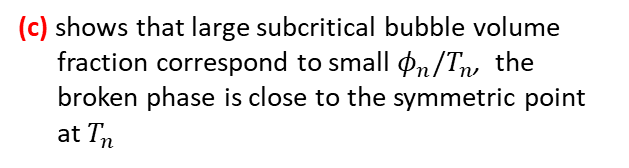 (c) shows that large subcritical bubble volume
fraction correspond to small ϕₙ/Tₙ, the
broken phase is close to the symmetric point
at Tₙ